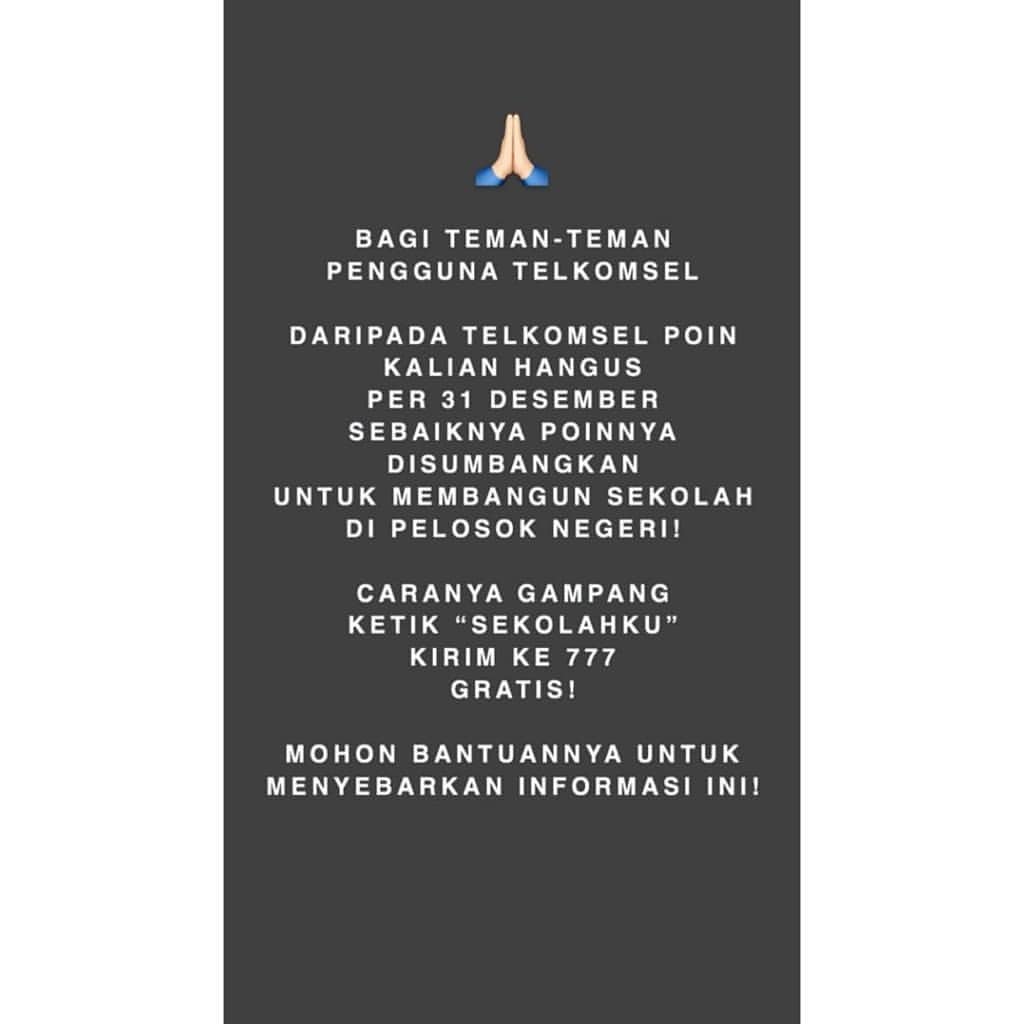 BAGI TEMAN-TEMAN
PENGGUNA TELKOMSEL
DARIPADA TELKOMSEL POIN
KALIAN HANGUS
PER 31 DESEMBER
SEBAIKNYA POINNYA
DISUMBANGKAN
UNTUK MEMBANGUN SEKOLAH
DI PELOSOK NEGERI!
CARANYA GAMPANG
KETIK “SEKOLAHKU”
KIRIM KE 777
GRATIS!
MOHON BANTUANNYA UNTUK
MENYEBARKAN INFORMASI INI!